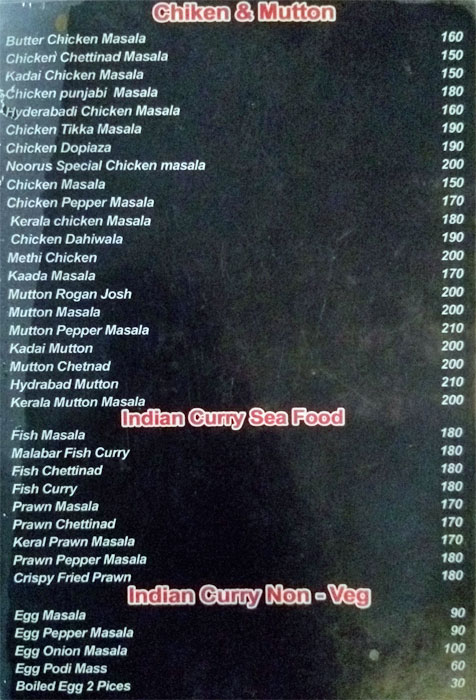 Chiken & Mutton
Butter Chicken Masala 160
Chicken Chettinad Masala 150
Kadai Chicken Masala 150
Chicken punjabi Masala 180
Hyderabadi Chicken Masala 160
Chicken Tikka Masala 190
Chicken Dopiaza 190
Noorus Special Chicken masala 200
Chicken Masala 150
Chicken Pepper Masala 170
Kerala chicken Masala 180
Chicken Dahiwala 190
Methi Chicken 200
Kaada Masala 170
Mutton Rogan Josh 200
Mutton Masala 200
Mutton Pepper Masala 210
Kadai Mutton 200
Mutton Chetnad 200
Hydrabad Mutton 210
Kerala Mutton Masala 200
Indian Curry Sea Food
Fish Masala 180
Malabar Fish Curry 180
Fish Chettinad 180
Fish Curry 180
Prawn Masala 170
Prawn Chettinad 170
Keral Prawn Masala 170
Prawn Pepper Masala 180
Crispy Fried Prawn 180
Indian Curry Non - Veg
Egg Masala 90
Egg Pepper Masala 90
Egg Onion Masala 100
Egg Podi Mass 60
Boiled Egg 2 Pices 30